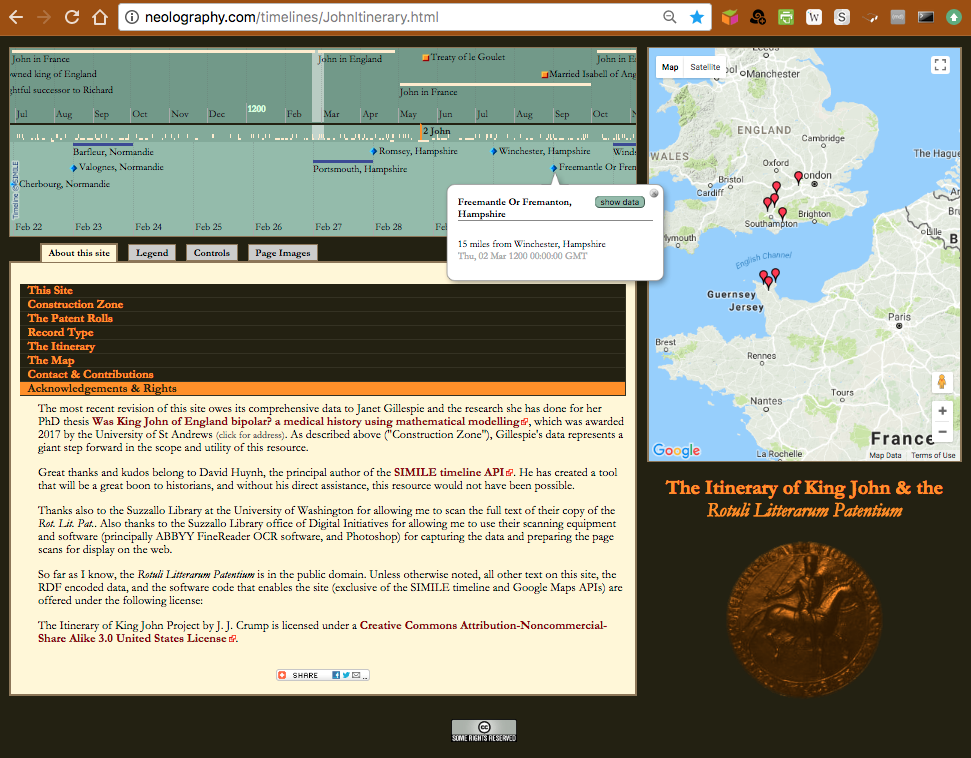 neolography.com/timelines/JohnItinerary.html
John in France
John in England
Treaty of le Goulet
John in E
owned king of England
Married Isabell of Ang
ghtful successor to Richard
John in France
Jul Aug Sep Oct Nov Dec 1200 Feb Mar Apr May Jun Jul Aug Sep Oct N
2 John
Barfleur, Normandie
Romsey, Hampshire
Winchester, Hampshire
Winds
Valognes, Normandie
Portsmouth, Hampshire
Freemantle Or Frem
Cherbourg, Normandie
Timeline © SIMILE
Feb 22 Feb 23 Feb 24 Feb 25 Feb 26 Feb 27 Feb 28 Feb
Freemantle Or Fremanton,
Hampshire
show data
15 miles from Winchester, Hampshire
Thu, 02 Mar 1200 00:00:00 GMT
About this site
Legend
Controls
Page Images
This Site
Construction Zone
The Patent Rolls
Record Type
The Itinerary
The Map
Contact & Contributions
Acknowledgements & Rights
The most recent revision of this site owes its comprehensive data to Janet Gillespie and the research she has done for her
PhD thesis Was King John of England bipolar? a medical history using mathematical modelling, which was awarded
2017 by the University of St Andrews (click for address). As described above ("Construction Zone"), Gillespie's data represents a
giant step forward in the scope and utility of this resource.
Great thanks and kudos belong to David Huynh, the principal author of the SIMILE timeline API. He has created a tool
that will be a great boon to historians, and without his direct assistance, this resource would not have been possible.
Thanks also to the Suzzallo Library at the University of Washington for allowing me to scan the full text of their copy of the
Rot. Lit. Pat.. Also thanks to the Suzzallo Library office of Digital Initiatives for allowing me to use their scanning equipment
and software (principally ABBYY FineReader OCR software, and Photoshop) for capturing the data and preparing the page
scans for display on the web.
So far as I know, the Rotuli Litterarum Patentium is in the public domain. Unless otherwise noted, all other text on this site, the
RDF encoded data, and the software code that enables the site (exclusive of the SIMILE timeline and Google Maps APIs) are
offered under the following license:
The Itinerary of King John Project by J. J. Crump is licensed under a Creative Commons Attribution-Noncommercial-
Share Alike 3.0 United States License.
SHARE
cc
SOME RIGHTS RESERVED
Map
Satellite
Leeds
ool
Manchester
ENGLAND
Cambridge
WALES
Oxford
The Hague
Bristol
London
Cardiff
Southampton
Brighton
Plymouth
Lille
B
English Channel
Guernsey
Jersey
Paris
Brest
Rennes
Nantes
Tours
France
La Rochelle
Google
Map Data
Terms of Use
The Itinerary of King John & the
Rotuli Litterarum Patentium